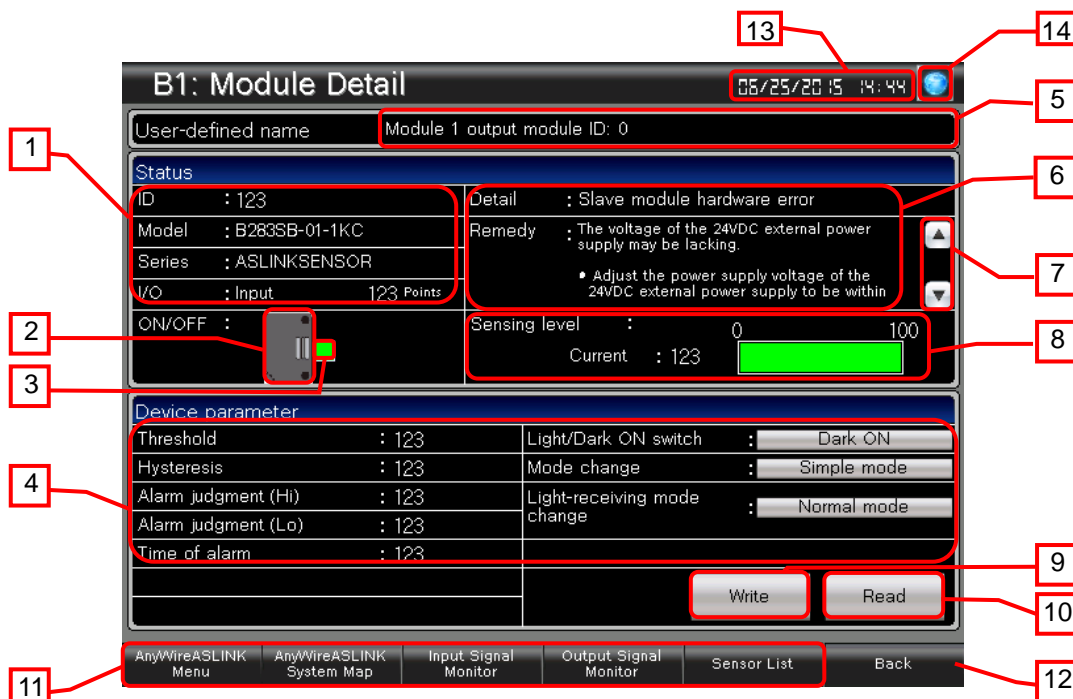 13
14
B1: Module Detail
06/25/2015 14:44
5
User-defined name
Module 1 output module ID: 0
1
Status
6
ID : 123
Detail : Slave module hardware error
Model : B283SB-01-1KC
Remedy : The voltage of the 24VDC external power
supply may be lacking.
Series : ASLINKSENSOR
• Adjust the power supply voltage of the
24VDC external power supply to be within
7
I/O : Input 123 Points
2
ON/OFF :
Sensing level :
0
100
8
Current : 123
3
Device parameter
Threshold : 123
Light/Dark ON switch : Dark ON
4
Hysteresis : 123
Mode change : Simple mode
Alarm judgment (Hi) : 123
Light-receiving mode
change : Normal mode
Alarm judgment (Lo) : 123
Time of alarm : 123
9
Write
Read
10
AnyWireASLINK
Menu
AnyWireASLINK
System Map
Input Signal
Monitor
Output Signal
Monitor
Sensor List
Back
11
12